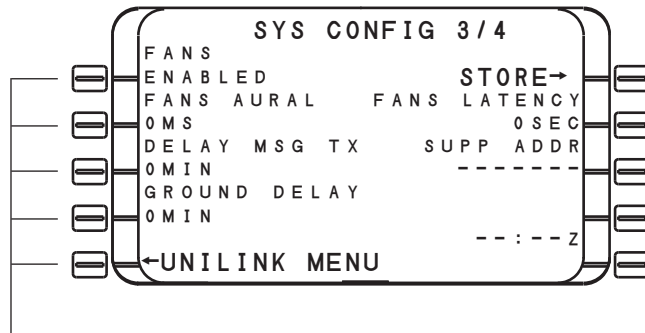 SYS CONFIG 3/4
FANS
ENABLED STORE→
FANS AURAL FANS LATENCY
0MS 0SEC
DELAY MSG TX SUPP ADDR
0MIN -------
GROUND DELAY
0MIN
--:--Z
←UNILINK MENU